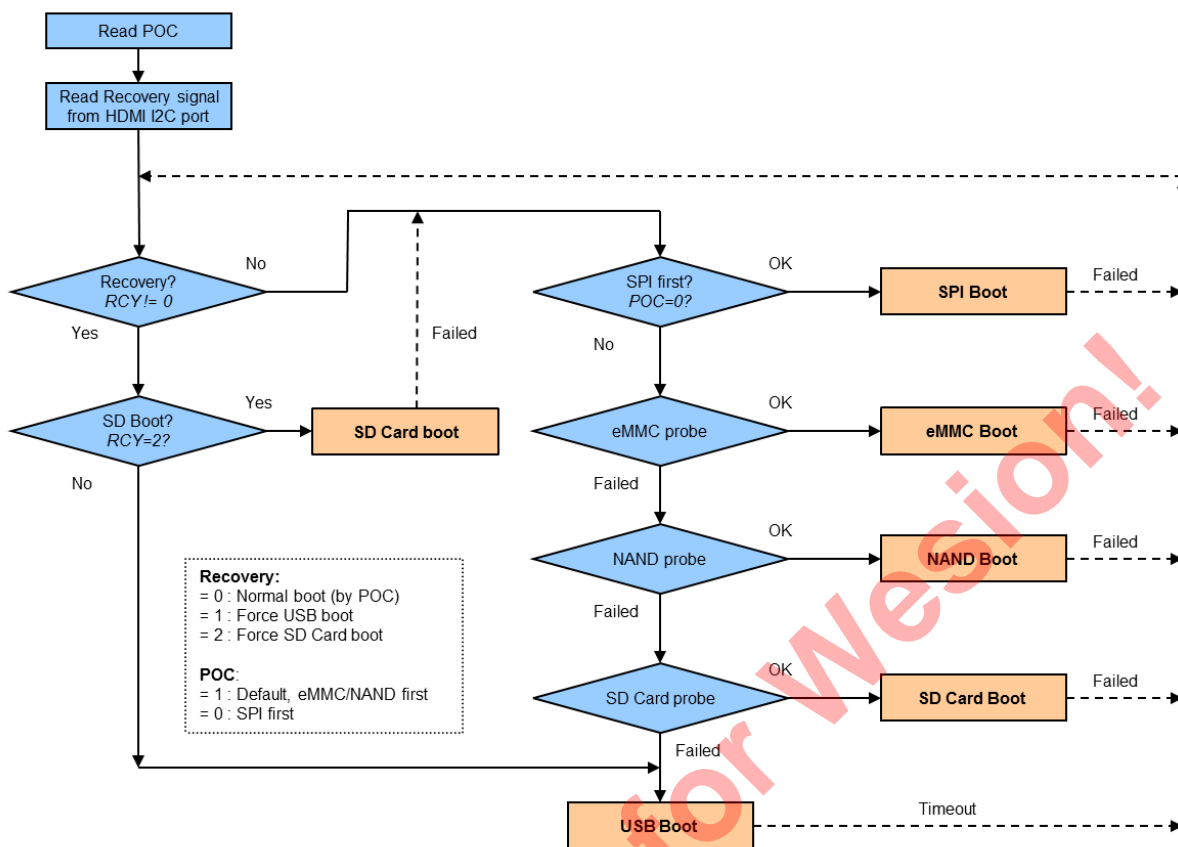 Read POC
Read Recovery signal
from HDMI I2C port
Recovery?
RCY != 0
No
Yes
SD Boot?
RCY=2?
Yes
No
SD Card boot
Failed
SPI first?
POC=0?
OK
SPI Boot
Failed
No
eMMC probe
OK
eMMC Boot
Failed
Failed
NAND probe
OK
NAND Boot
Failed
Failed
SD Card probe
OK
SD Card Boot
Failed
Failed
USB Boot
Timeout
Recovery:
= 0 : Normal boot (by POC)
= 1 : Force USB boot
= 2 : Force SD Card boot
POC:
= 1 : Default, eMMC/NAND first
= 0 : SPI first
for Wesion!